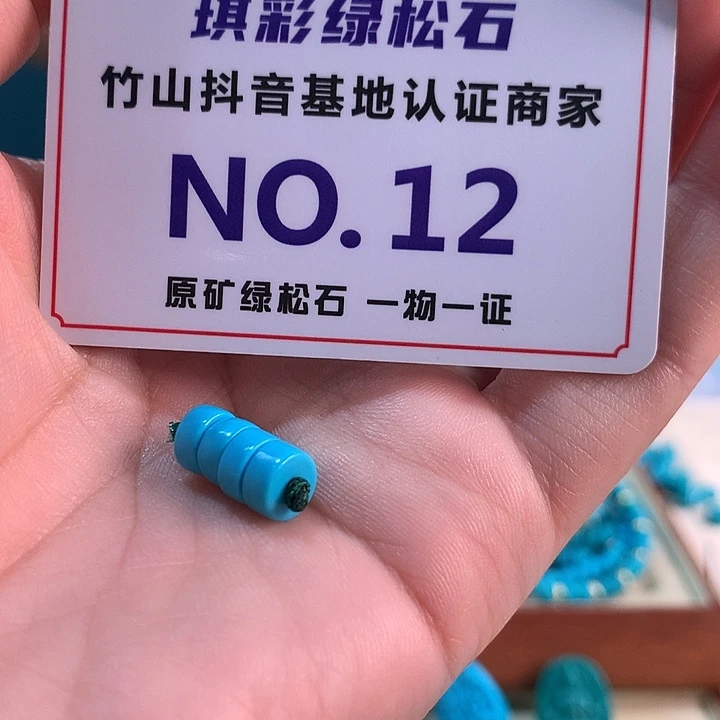 琪彩绿松石
竹山抖音基地认证商家
NO.12
原矿绿松石 一物一证